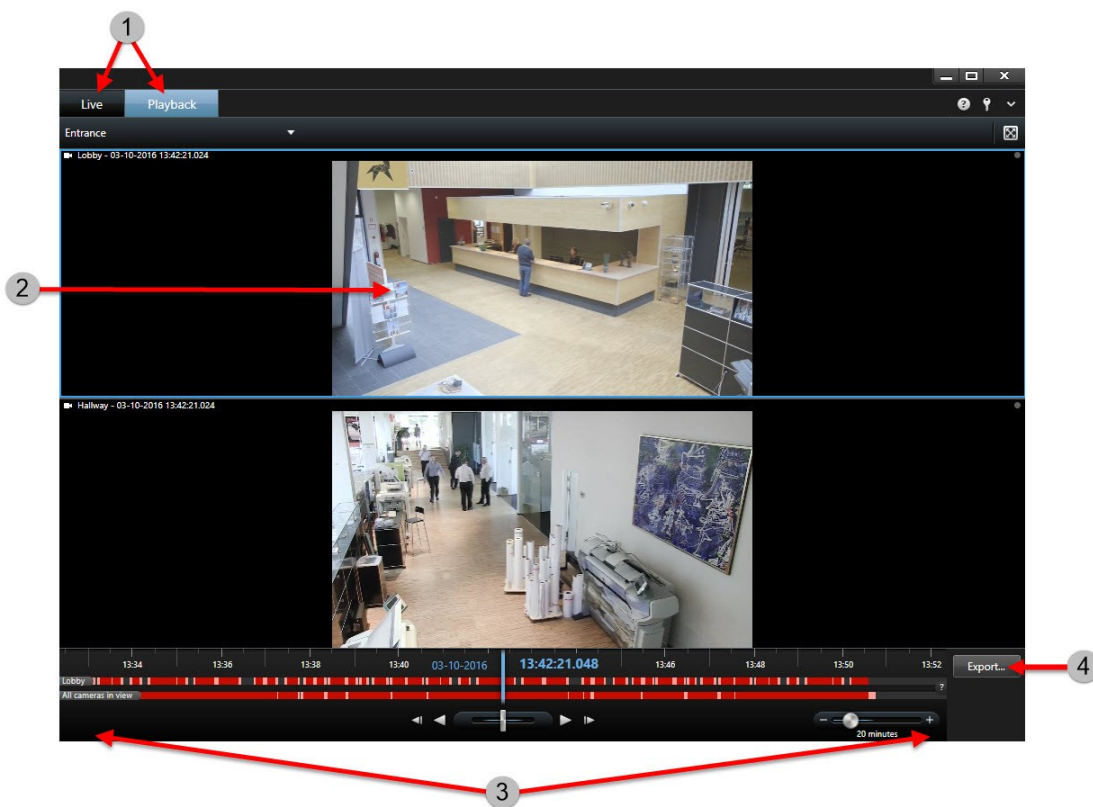 1
Live Playback
Entrance
Lobby - 03-10-2016 13:42:21.024
2
Hallway - 03-10-2016 13:42:21.024
13:34 13:36 13:38 13:40 03-10-2016 13:42:21.048 13:46 13:48 13:50 13:52 Export...
4
Lobby
All cameras in view ?
- +
20 minutes
3